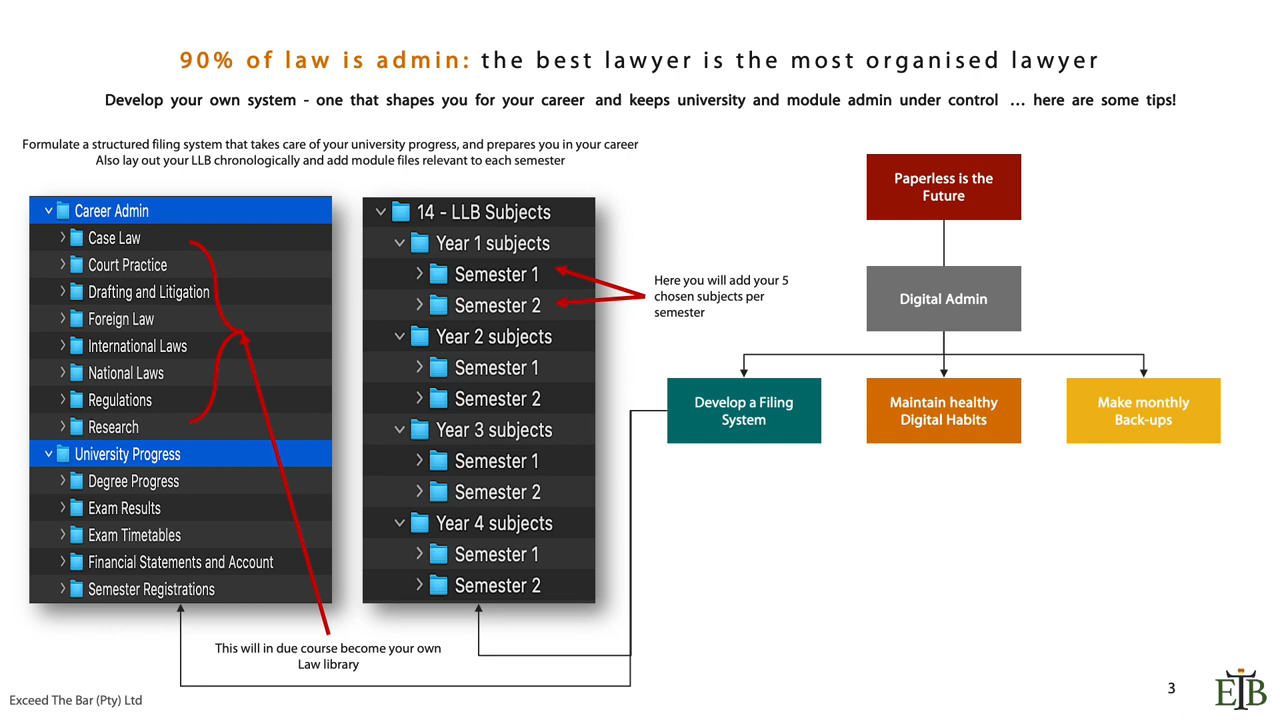 90% of law is admin: the best lawyer is the most organised lawyer
Develop your own system - one that shapes you for your career and keeps university and module admin under control … here are some tips!
Formulate a structured filing system that takes care of your university progress, and prepares you in your career
Also lay out your LLB chronologically and add module files relevant to each semester
Career Admin
Case Law
Court Practice
Drafting and Litigation
Foreign Law
International Laws
National Laws
Regulations
Research
University Progress
Degree Progress
Exam Results
Exam Timetables
Financial Statements and Account
Semester Registrations
14 - LLB Subjects
Year 1 subjects
Semester 1
Semester 2
Year 2 subjects
Semester 1
Semester 2
Year 3 subjects
Semester 1
Semester 2
Year 4 subjects
Semester 1
Semester 2
Here you will add your 5
chosen subjects per
semester
Paperless is the
Future
Digital Admin
Develop a Filing
System
Maintain healthy
Digital Habits
Make monthly
Back-ups
This will in due course become your own
Law library
Exceed The Bar (Pty) Ltd
3
ETB